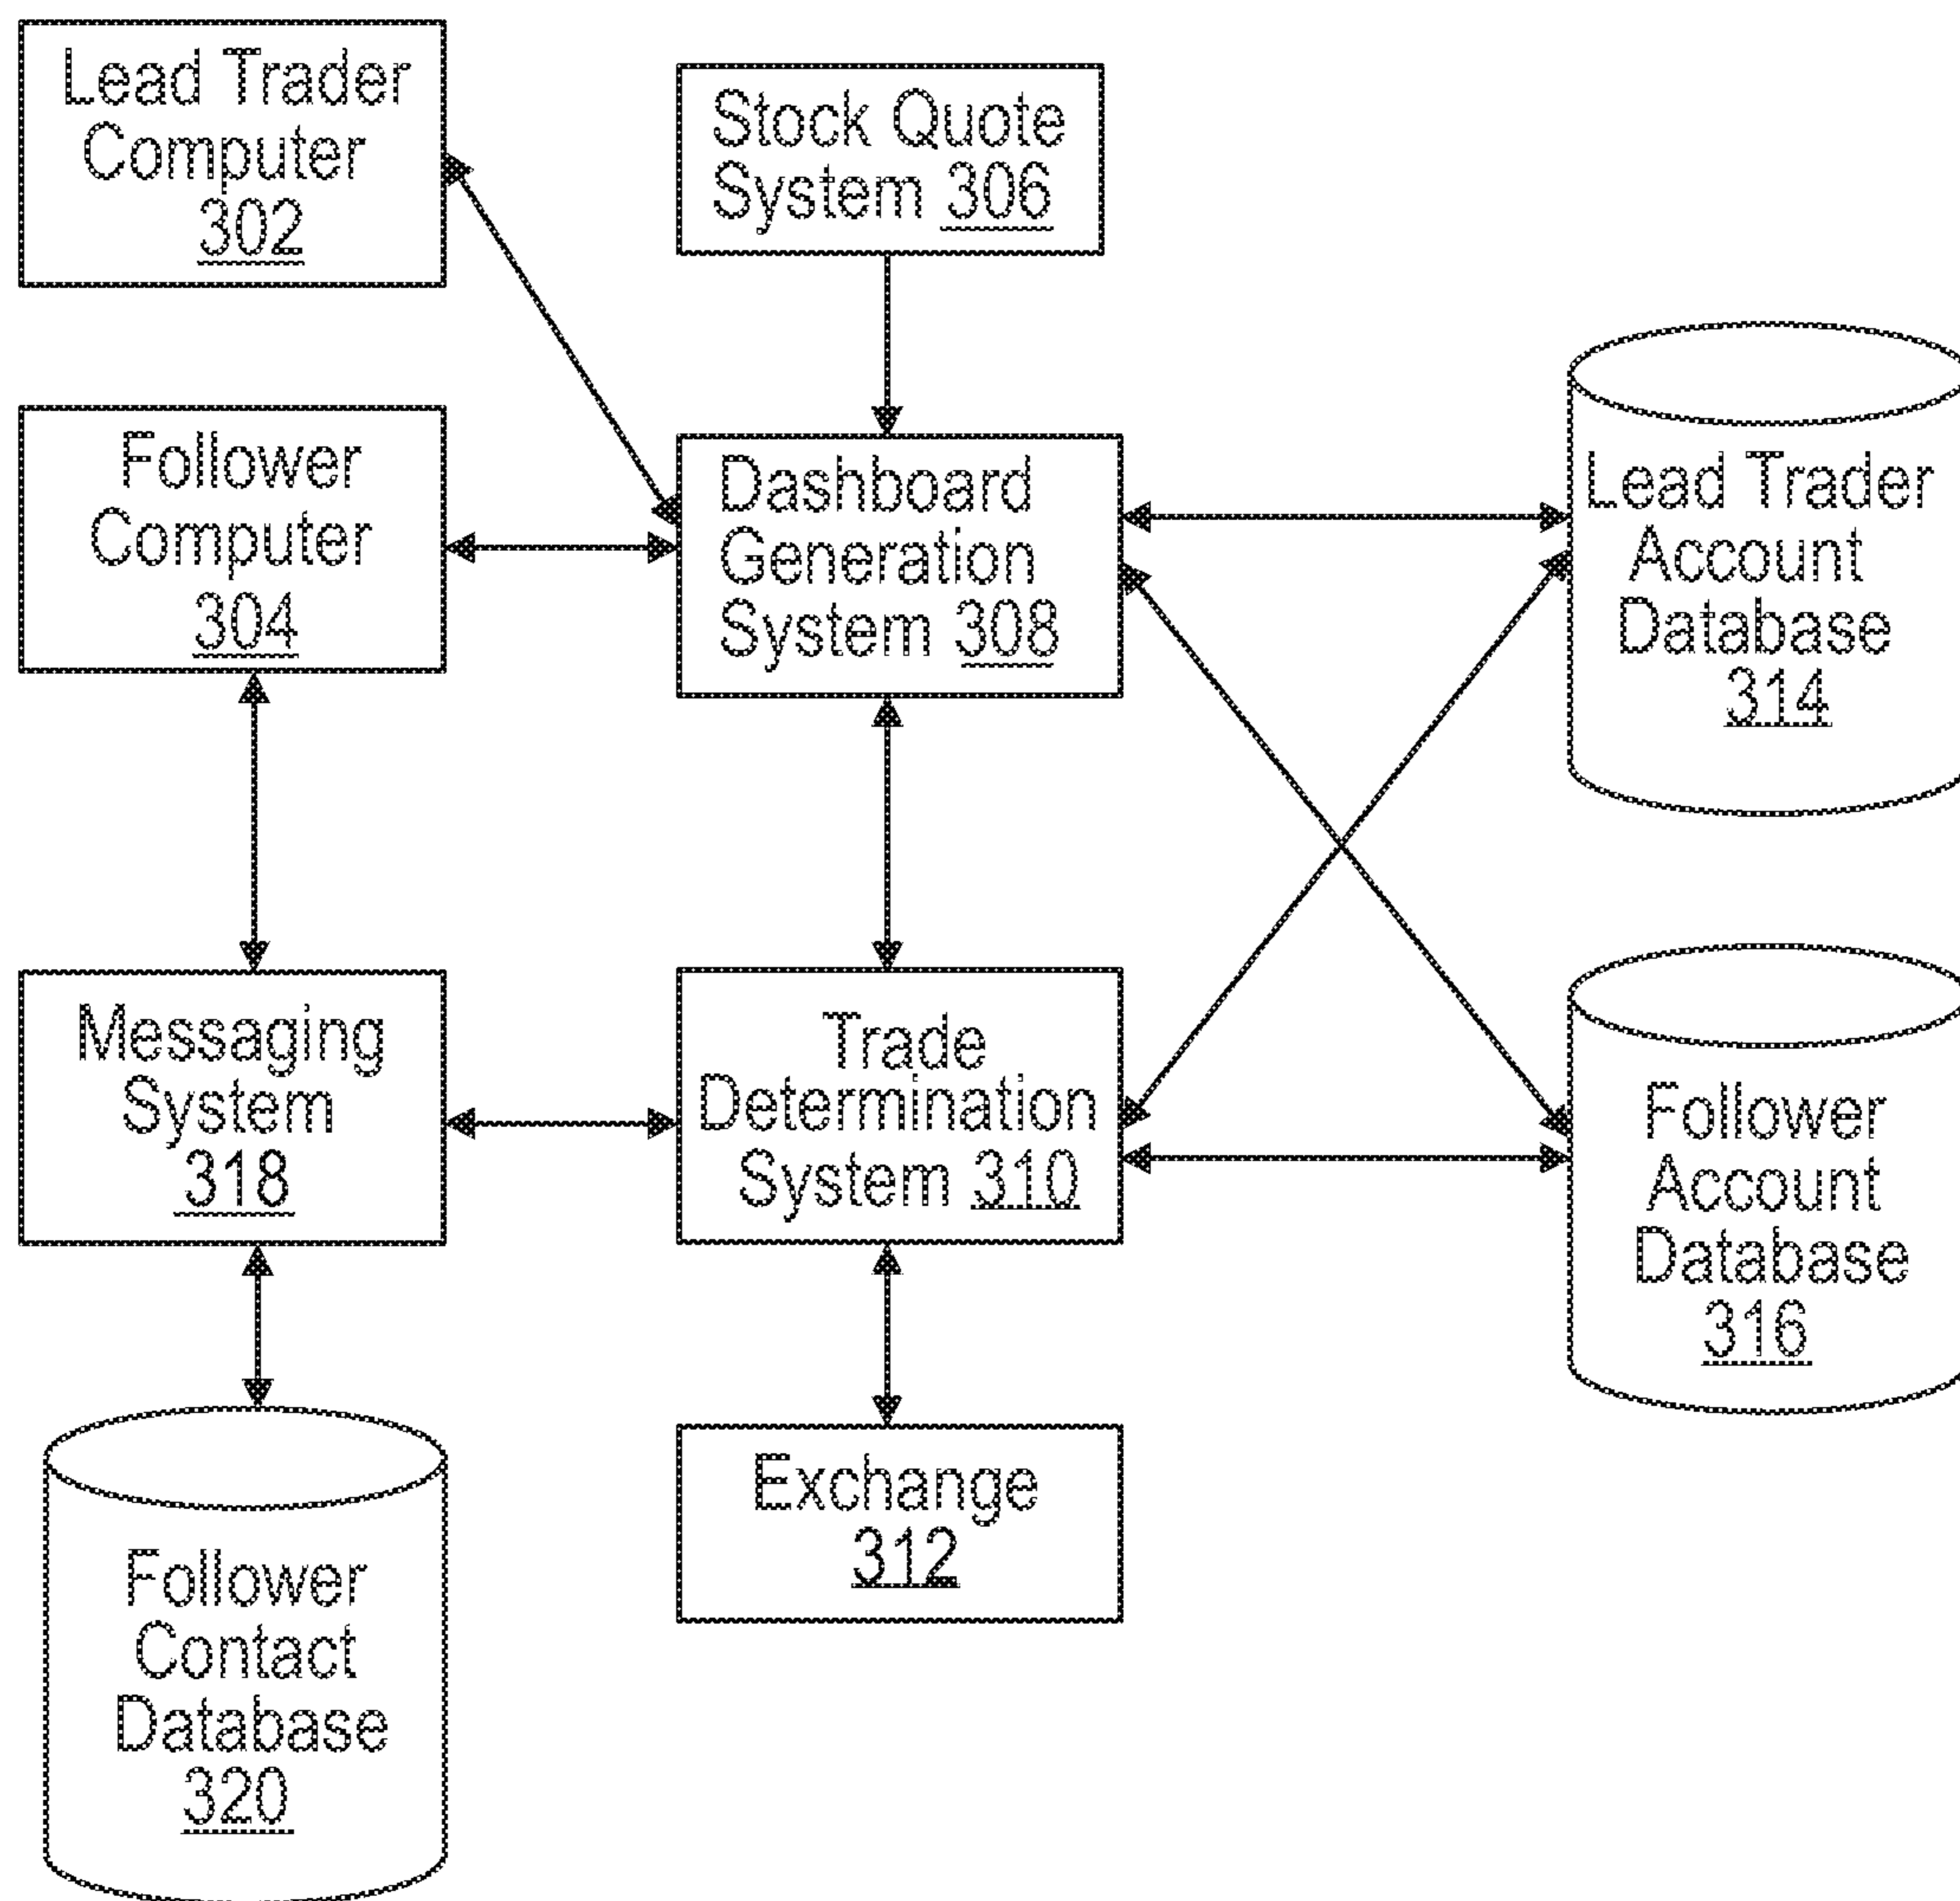 Lead Trader
Computer
302
Stock Quote
System 306
Follower
Computer
304
Dashboard
Generation
System 308
Lead Trader
Account
Database
314
Messaging
System
318
Trade
Determination
System 310
Follower
Account
Database
316
Exchange
312
Follower
Contact
Database
320